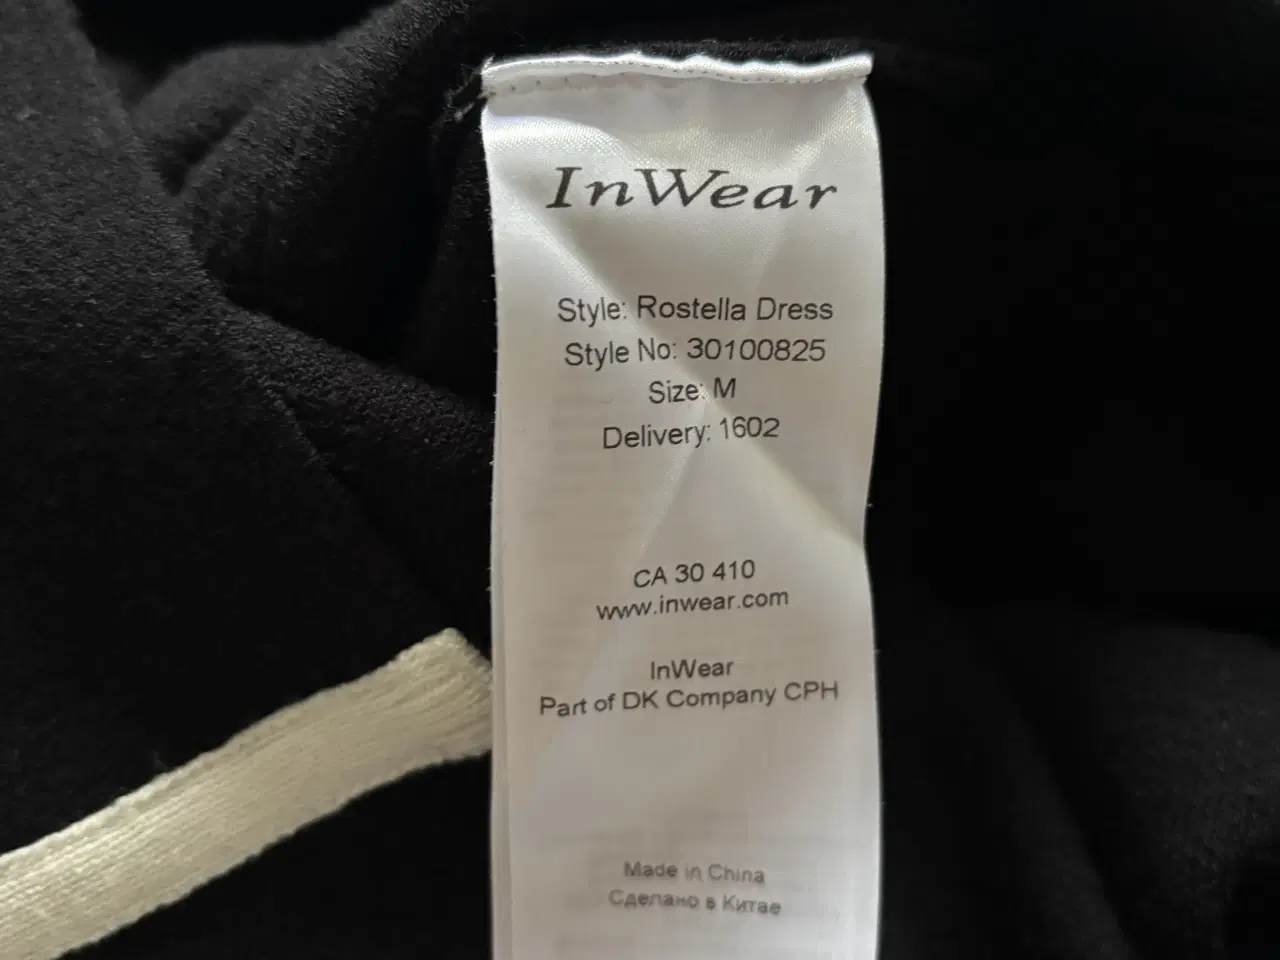 InWear
Style: Rostella Dress
Style No: 30100825
Size: M
Delivery: 1602
CA 30 410
www.inwear.com
InWear
Part of DK Company CPH
Made in China
Сделано в Китае